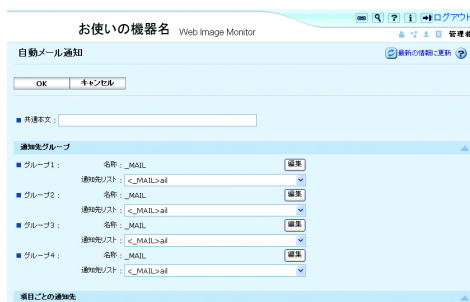 ログアウト
お使いの機器名 Web Image Monitor
管理者
自動メール通知
最新の情報に更新
OK キャンセル
■ 共通本文 :
通知先グループ
■ グループ1 : 名称 : _MAIL 編集
通知先リスト : <_MAIL>ail
■ グループ2 : 名称 : _MAIL 編集
通知先リスト : <_MAIL>ail
■ グループ3 : 名称 : _MAIL 編集
通知先リスト : <_MAIL>ail
■ グループ4 : 名称 : _MAIL 編集
通知先リスト : <_MAIL>ail
項目ごとの通知先